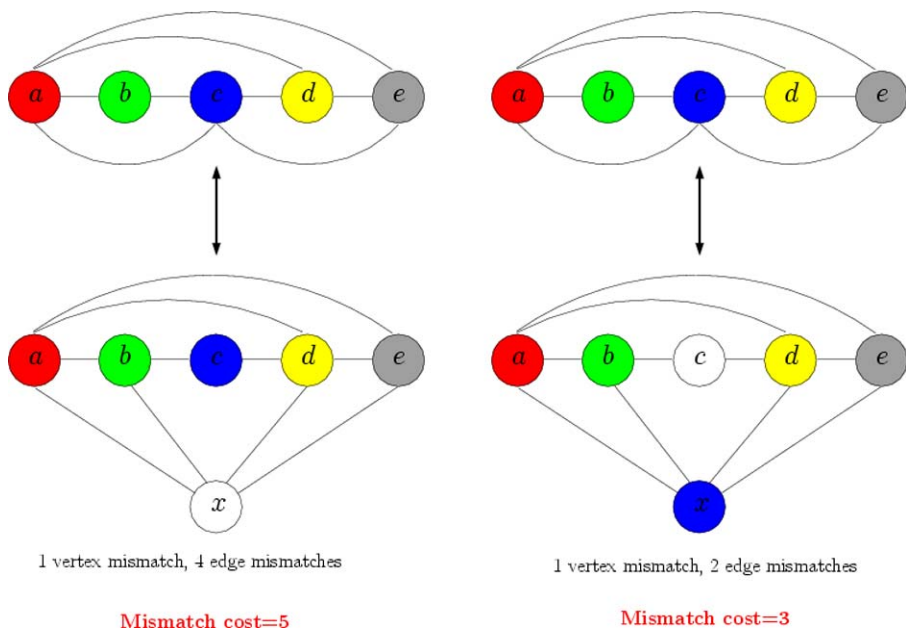 a b c d e
a b c d e
a b c d e
a b c d e
x
x
1 vertex mismatch, 4 edge mismatches
1 vertex mismatch, 2 edge mismatches
Mismatch cost=5
Mismatch cost=3